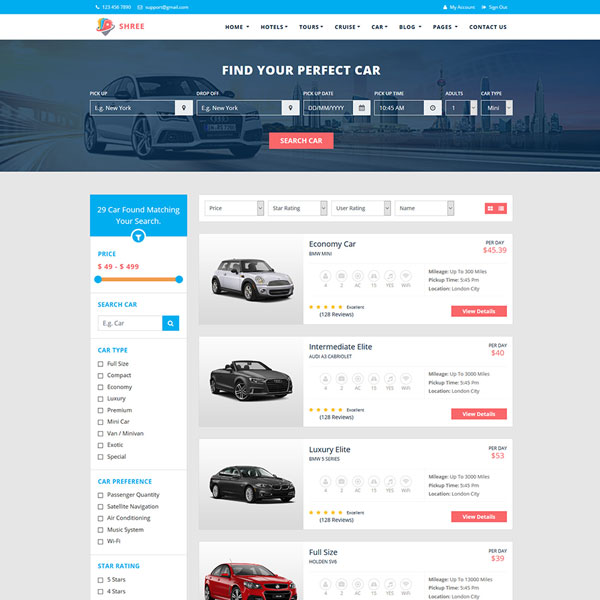 123 456 7890 support@gmail.com My Account Sign Out
SHREE HOME HOTELS TOURS CRUISE CAR BLOG PAGES CONTACT US
FIND YOUR PERFECT CAR
PICK UP DROP OFF PICK UP DATE PICK UP TIME ADULTS CAR TYPE
E.g. New York E.g. New York DD/MM/YYYY 10:45 AM 1 Mini
SEARCH CAR
29 Car Found Matching
Your Search.
PRICE
$ 49 - $ 499
SEARCH CAR
E.g. Car
CAR TYPE
Full Size
Compact
Economy
Luxury
Premium
Mini Car
Van / Minivan
Exotic
Special
CAR PREFERENCE
Passenger Quantity
Satellite Navigation
Air Conditioning
Music System
Wi-Fi
STAR RATING
5 Stars
4 Stars
Price Star Rating User Rating Name
Economy Car PER DAY
BMW MINI $45.39
Mileage: Up To 300 Miles
Pickup Time: 5:45 Pm
4 2 AC 15 YES WiFi Location: London City
Excellent
(128 Reviews) View Details
Intermediate Elite PER DAY
AUDI A3 CABRIOLET $40
Mileage: Up To 3000 Miles
Pickup Time: 5:45 Pm
4 2 AC 15 YES WiFi Location: London City
Excellent
(128 Reviews) View Details
Luxury Elite PER DAY
BMW 5 SERIES $53
Mileage: Up To 3000 Miles
Pickup Time: 5:45 Pm
4 2 AC 15 YES WiFi Location: London City
Excellent
(128 Reviews) View Details
Full Size PER DAY
HOLDEN SV6 $39
Mileage: Up To 13000 Miles
Pickup Time: 5:45 Pm